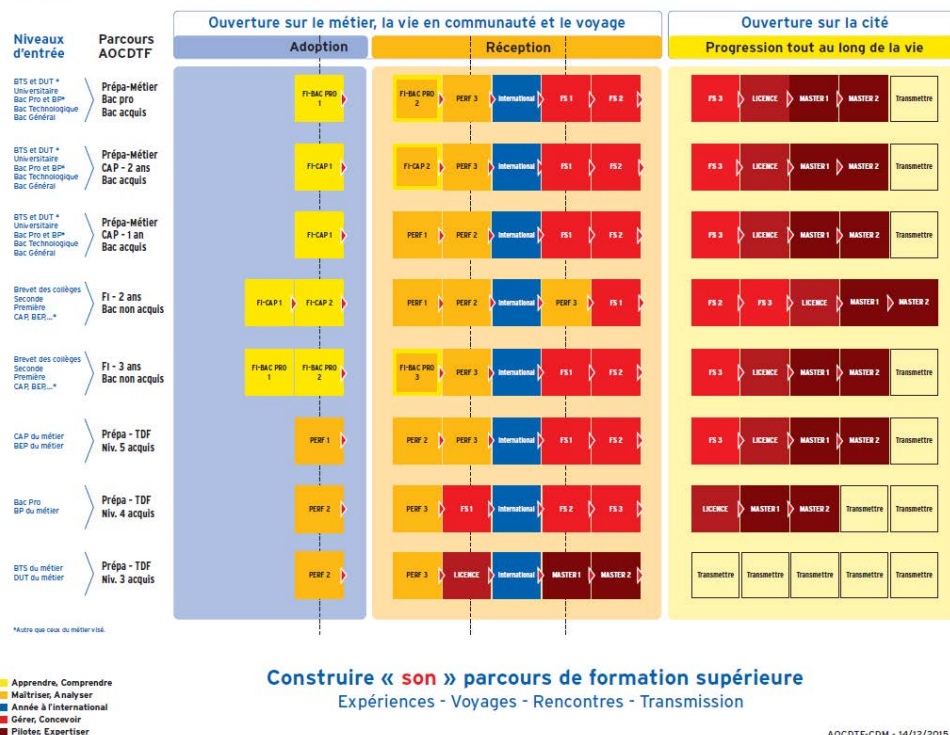 Ouverture sur le métier, la vie en communauté et le voyage
Ouverture sur la cité
Niveaux d'entrée
Parcours AOCDTF
Adoption
Réception
Progression tout au long de la vie
BTS et DUT *
Universitaire
Bac Pro et BP*
Bac Technologique
Bac Général
Prépa-Métier
Bac pro
Bac acquis
FI-BAC PRO 1
FI-BAC PRO 2
PERF 3
International
FS 1
FS 2
FS 3
LICENCE
MASTER 1
MASTER 2
Transmettre
BTS et DUT *
Universitaire
Bac Pro et BP*
Bac Technologique
Bac Général
Prépa-Métier
CAP - 2 ans
Bac acquis
FI-CAP 1
FI-CAP 2
PERF 3
International
FS1
FS2
FS 3
LICENCE
MASTER 1
MASTER 2
Transmettre
BTS et DUT *
Universitaire
Bac Pro et BP*
Bac Technologique
Bac Général
Prépa-Métier
CAP - 1 an
Bac acquis
FI-CAP 1
PERF 1
PERF 2
International
FS1
FS 2
FS 3
LICENCE
MASTER 1
MASTER 2
Transmettre
Brevet des collèges
Seconde
Première
CAP, BEP,...*
FI - 2 ans
Bac non acquis
FI-CAP 1
FI-CAP 2
PERF 1
PERF 2
International
PERF 3
FS 1
FS 2
FS 3
LICENCE
MASTER 1
MASTER 2
Brevet des collèges
Seconde
Première
CAP, BEP,...*
FI - 3 ans
Bac non acquis
FI-BAC PRO 1
FI-BAC PRO 2
FI-BAC PRO 3
PERF 3
International
FS1
FS 2
FS 3
LICENCE
MASTER 1
MASTER 2
Transmettre
CAP du métier
BEP du métier
Prépa - TDF
Niv. 5 acquis
PERF 1
PERF 2
PERF 3
International
FS1
FS 2
FS 3
LICENCE
MASTER 1
MASTER 2
Transmettre
Bac Pro
BP du métier
Prépa - TDF
Niv. 4 acquis
PERF 2
PERF 3
FS 1
International
FS 2
FS 3
LICENCE
MASTER 1
MASTER 2
Transmettre
Transmettre
BTS du métier
DUT du métier
Prépa - TDF
Niv. 3 acquis
PERF 2
PERF 3
LICENCE
International
MASTER 1
MASTER 2
Transmettre
Transmettre
Transmettre
Transmettre
Transmettre
*Autre que ceux du métier visé.
Construire « son » parcours de formation supérieure
Expériences - Voyages - Rencontres - Transmission
Apprendre, Comprendre
Maîtriser, Analyser
Année à l'international
Gérer, Concevoir
Piloter, Expertiser
AOCDTF-CDM - 14/12/2015